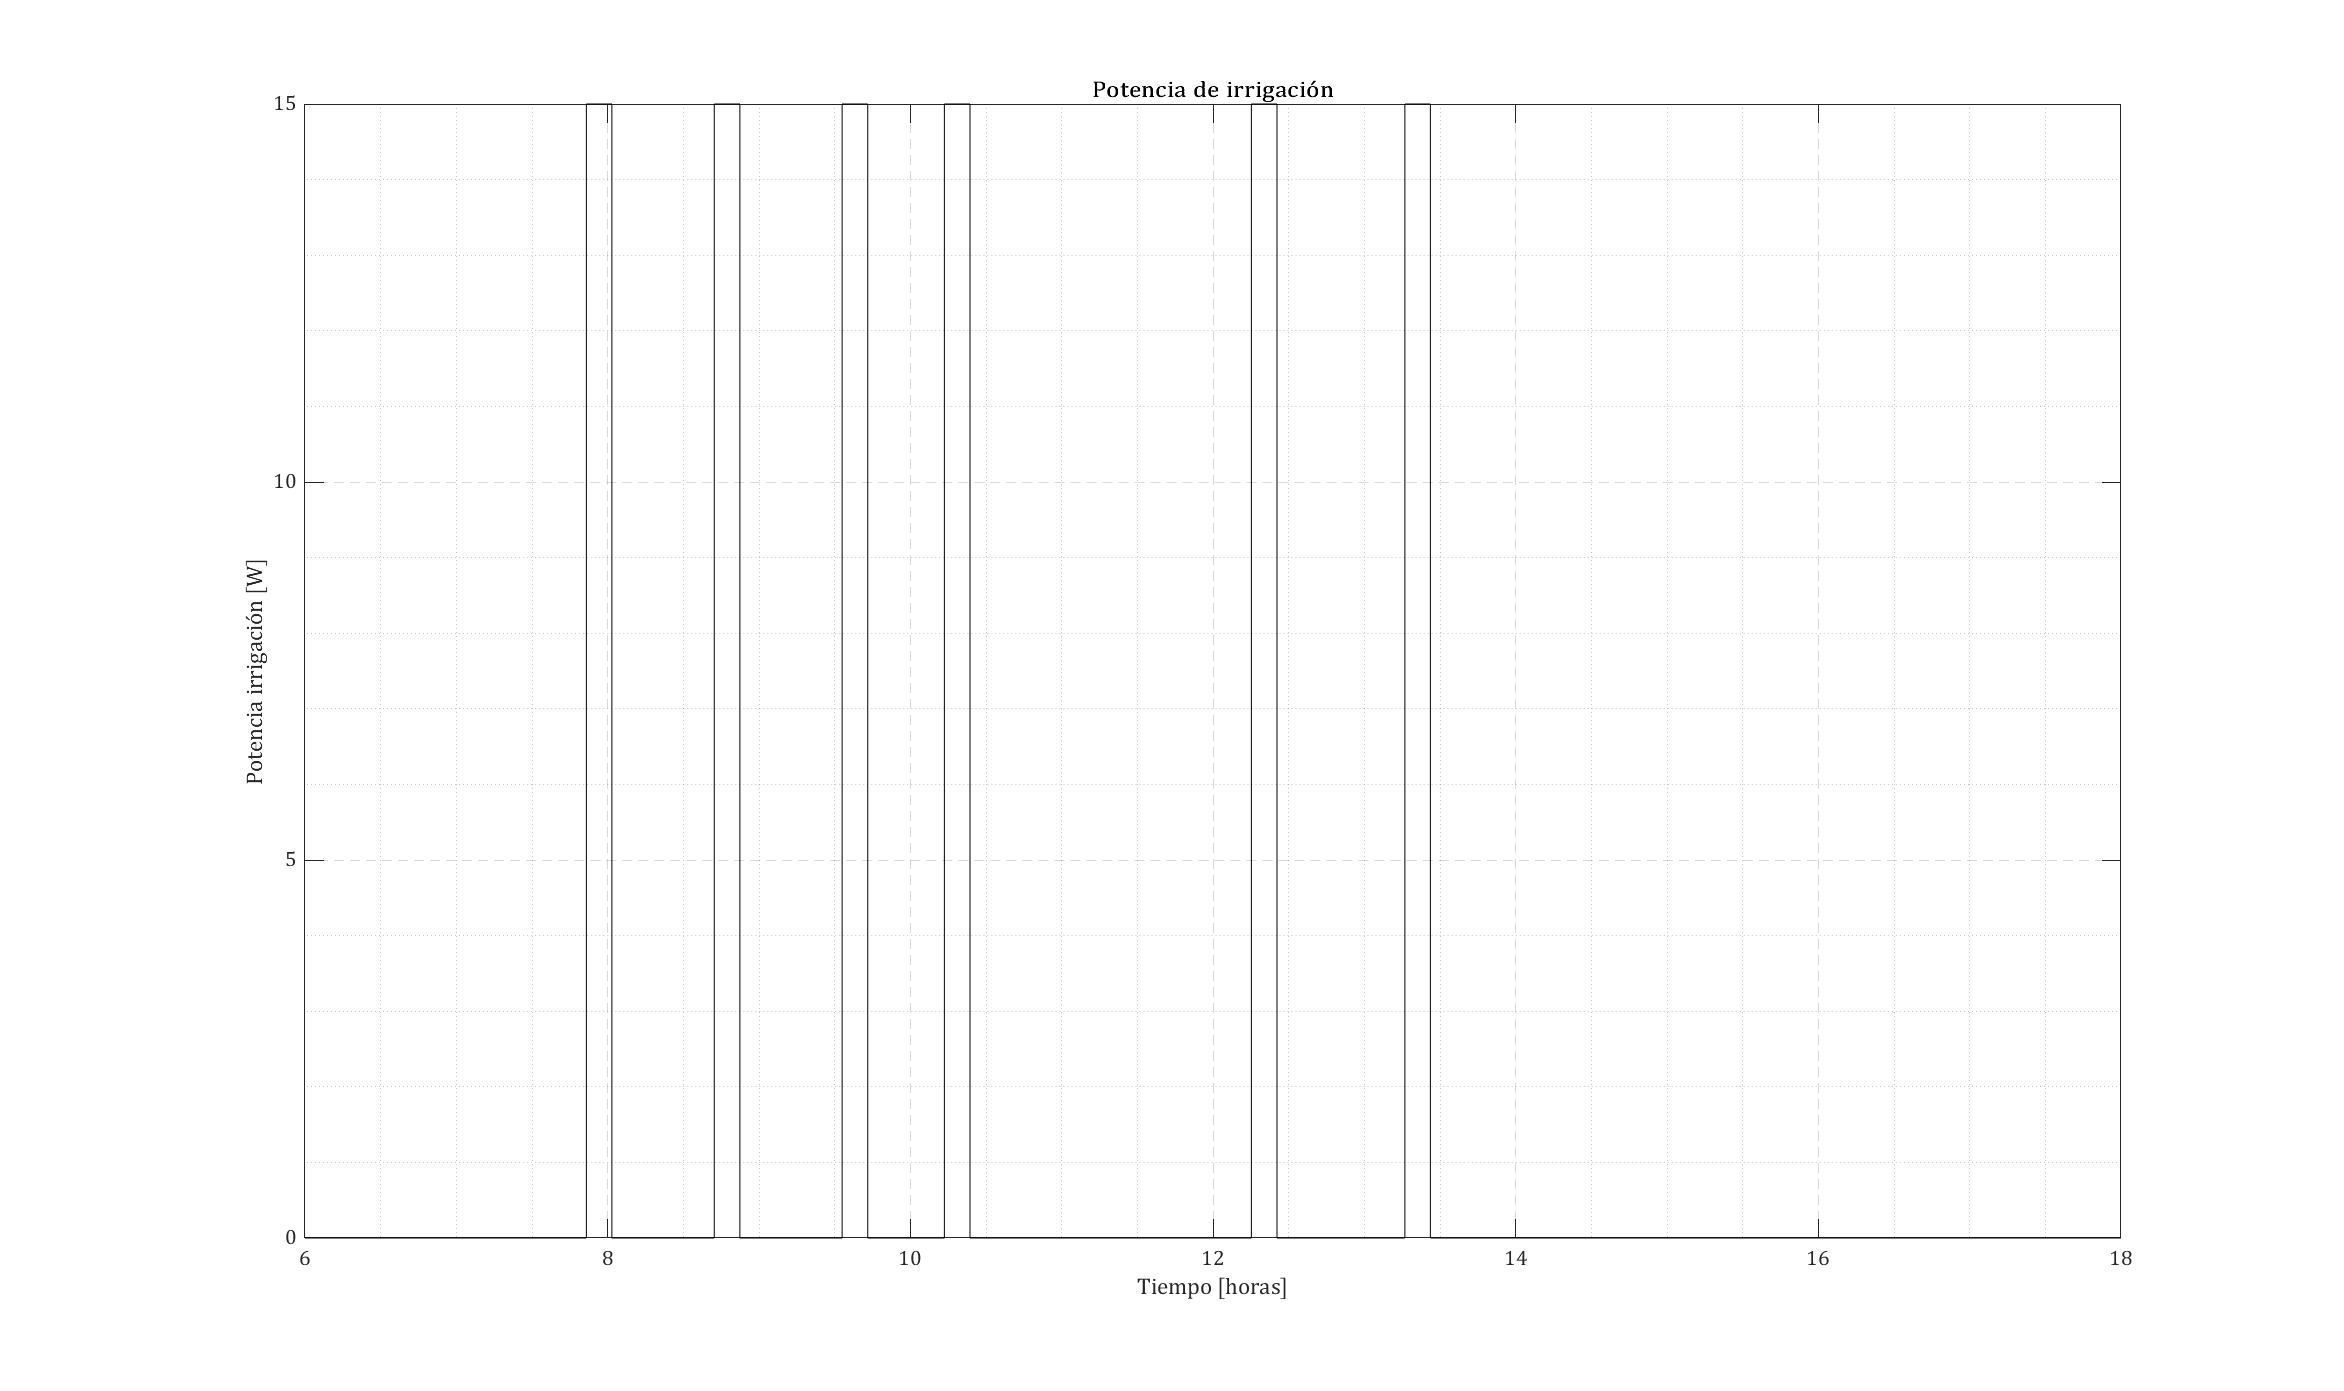 Potencia de irrigación
15
10
5
0
Potencia irrigación [W]
6 8 10 12 14 16 18
Tiempo [horas]